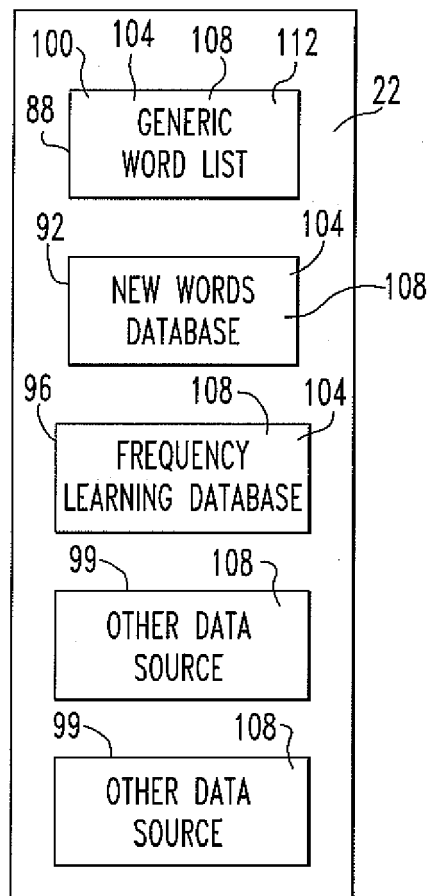 100 104 108 112
88 GENERIC 22
WORD LIST
92 104
NEW WORDS 108
DATABASE
96 108 104
FREQUENCY
LEARNING DATABASE
99 108
OTHER DATA
SOURCE
99 108
OTHER DATA
SOURCE